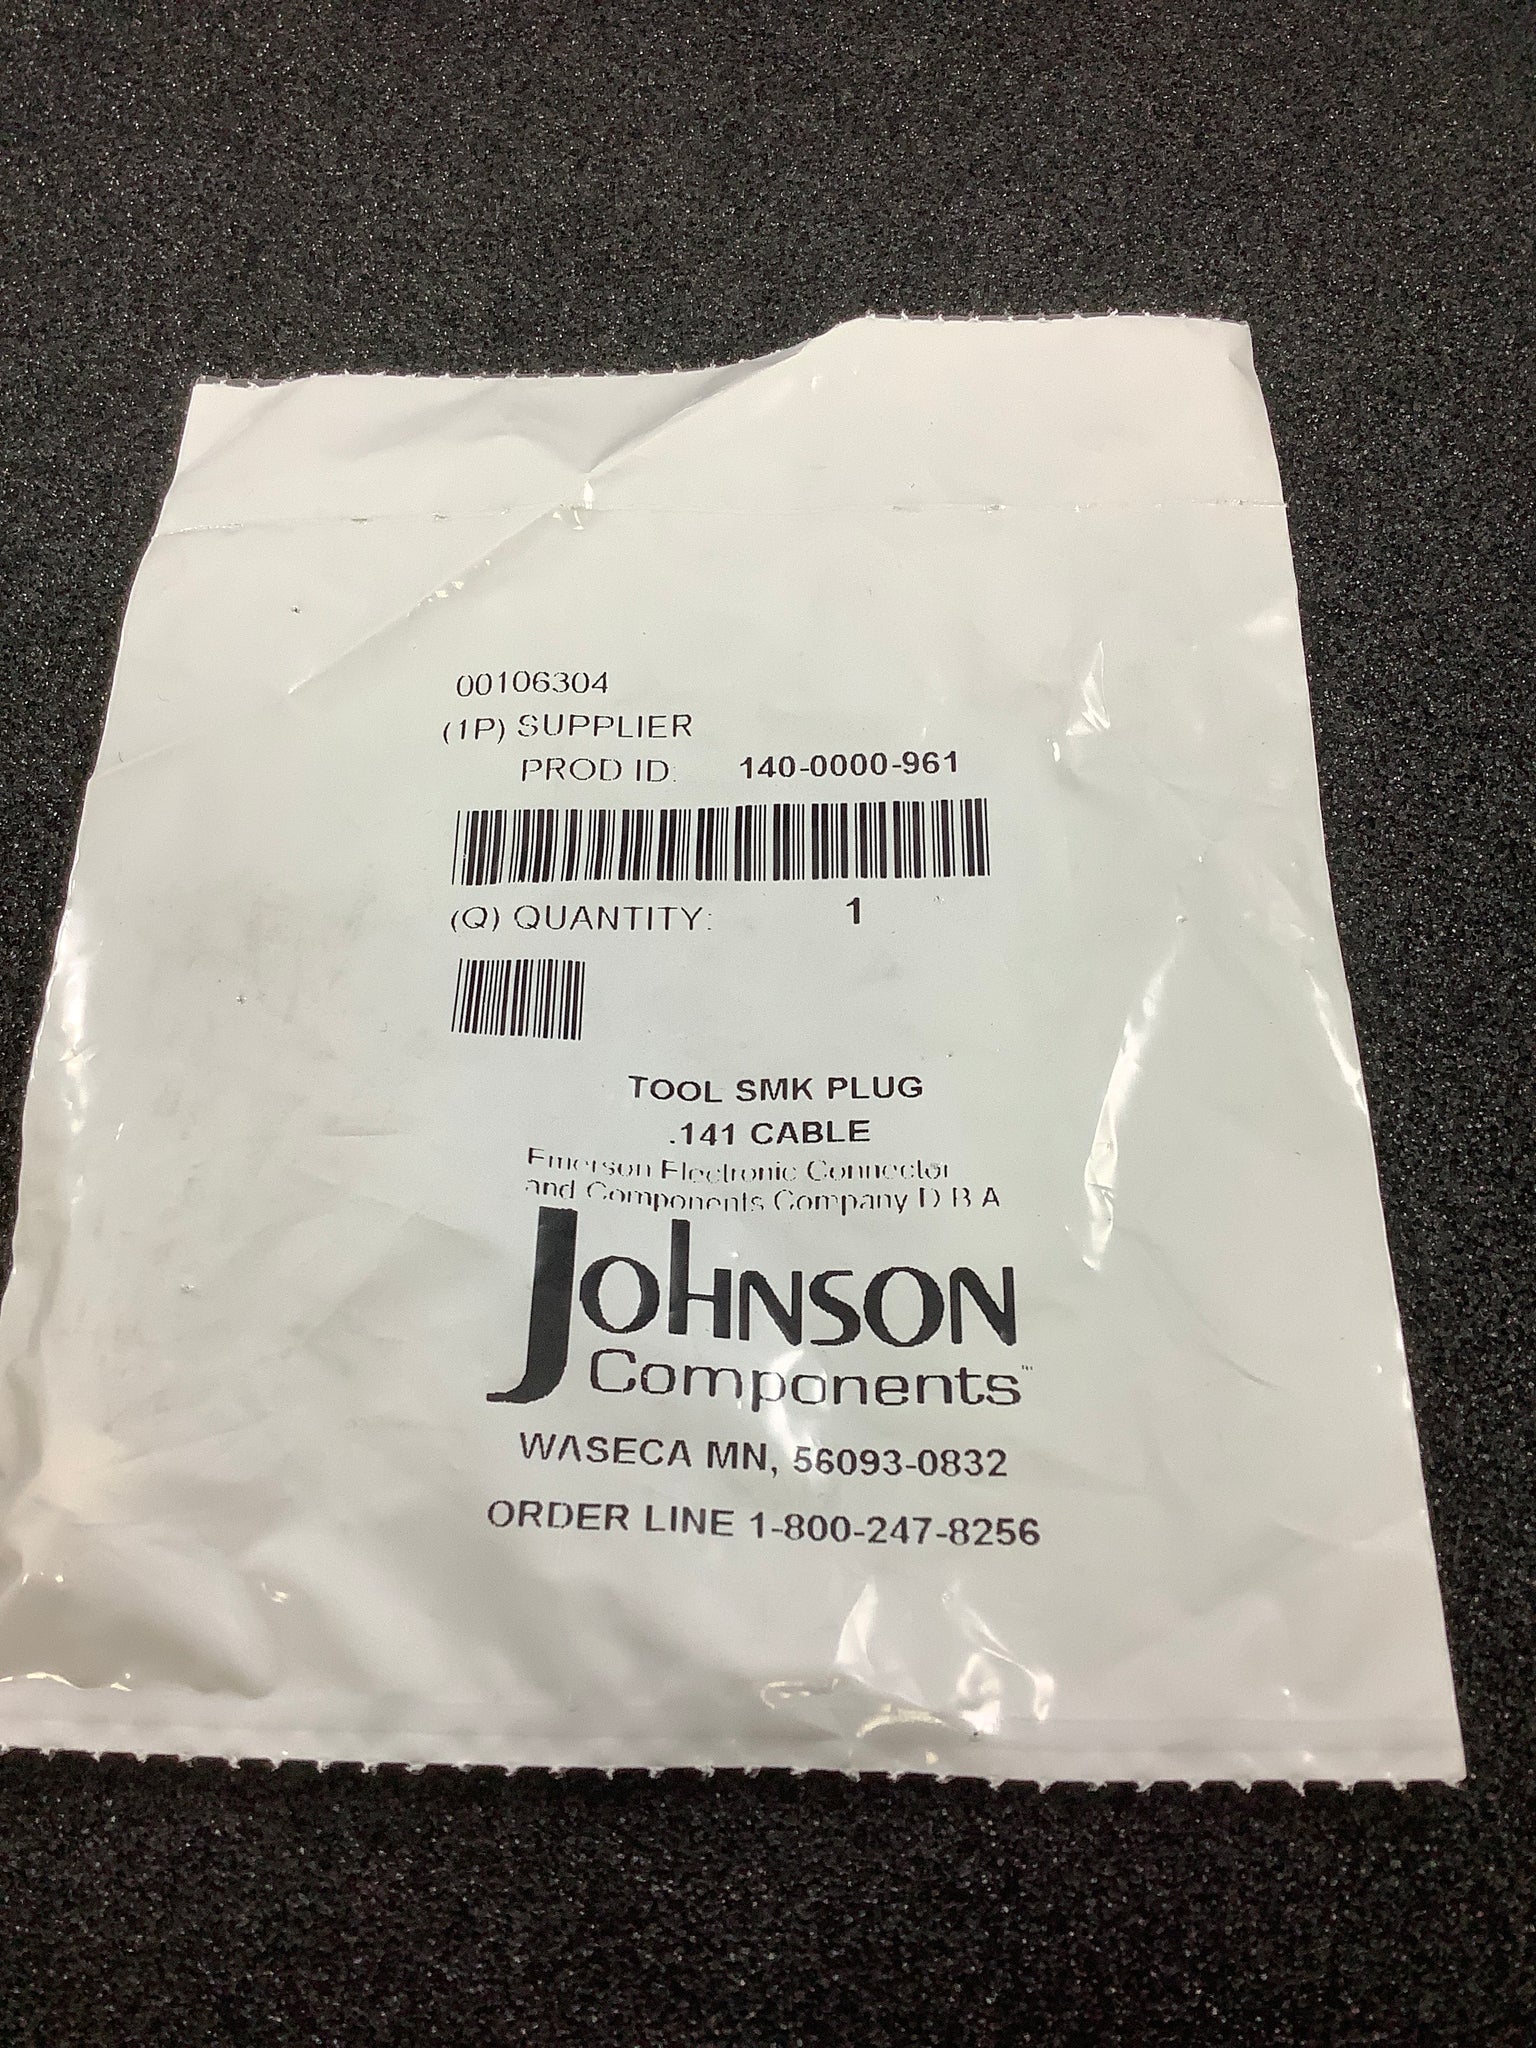 00106304
(1P) SUPPLIER
PROD ID: 140-0000-961
(Q) QUANTITY: 1
TOOL SMK PLUG
.141 CABLE
Emerson Electronic Connector
and Components Company D B A
JOHNSON
Components™
WASECA MN, 56093-0832
ORDER LINE 1-800-247-8256